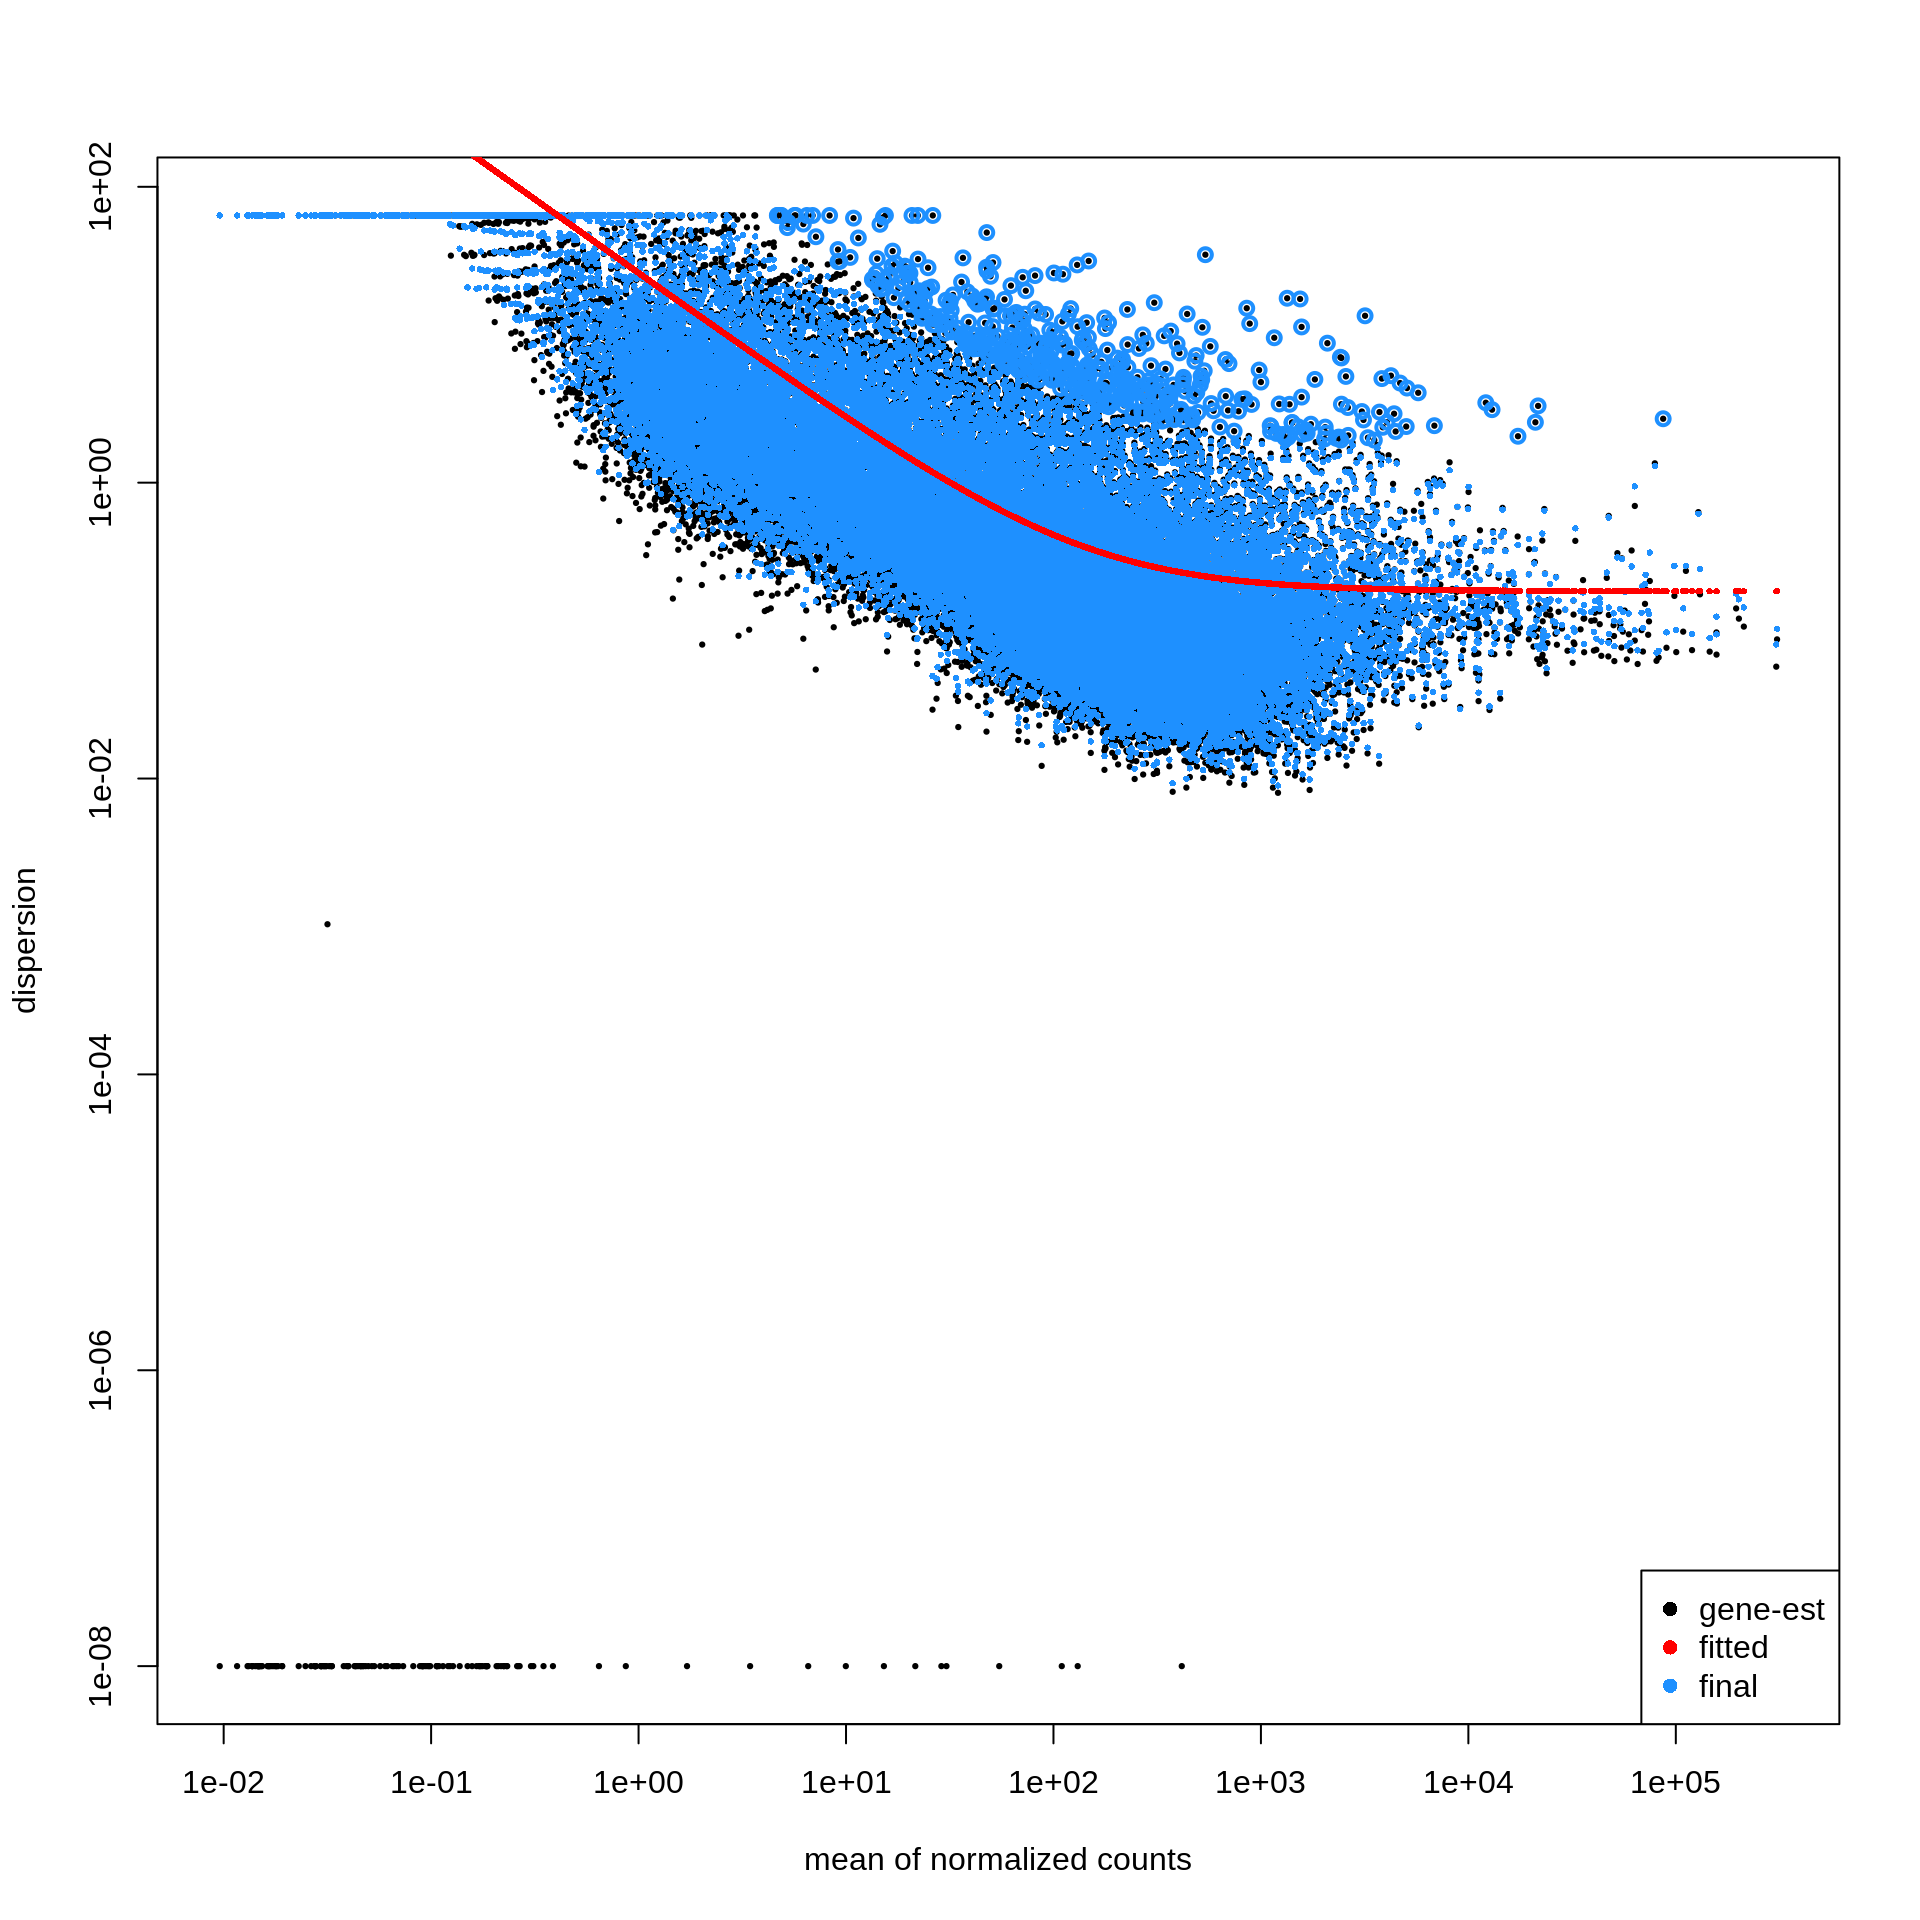 1e+02
1e+00
1e-02
1e-04
1e-06
1e-08
dispersion
gene-est
fitted
final
1e-02 1e-01 1e+00 1e+01 1e+02 1e+03 1e+04 1e+05
mean of normalized counts